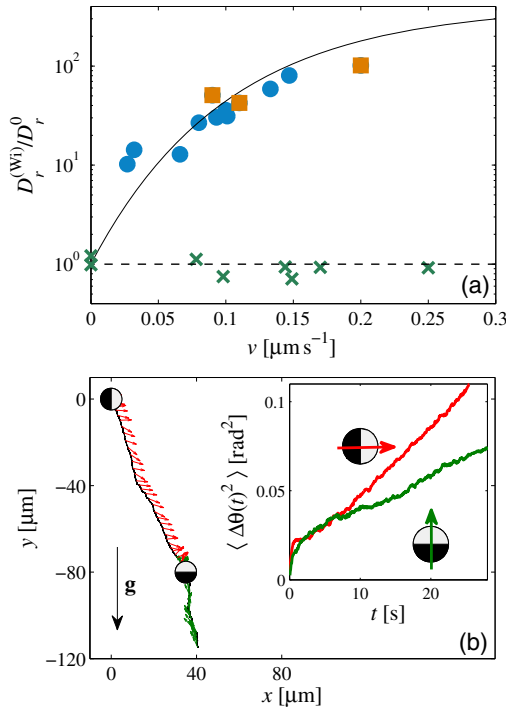 D_r^(Wi)/D_r^0
10^2
10^1
10^0
0
0.05
0.1
0.15
0.2
0.25
0.3
v [μm s⁻¹]
(a)
y [μm]
0
−40
−80
−120
g
0
40
80
x [μm]
⟨ Δθ(t)² ⟩ [rad²]
0.1
0.05
0
0
10
20
t [s]
(b)